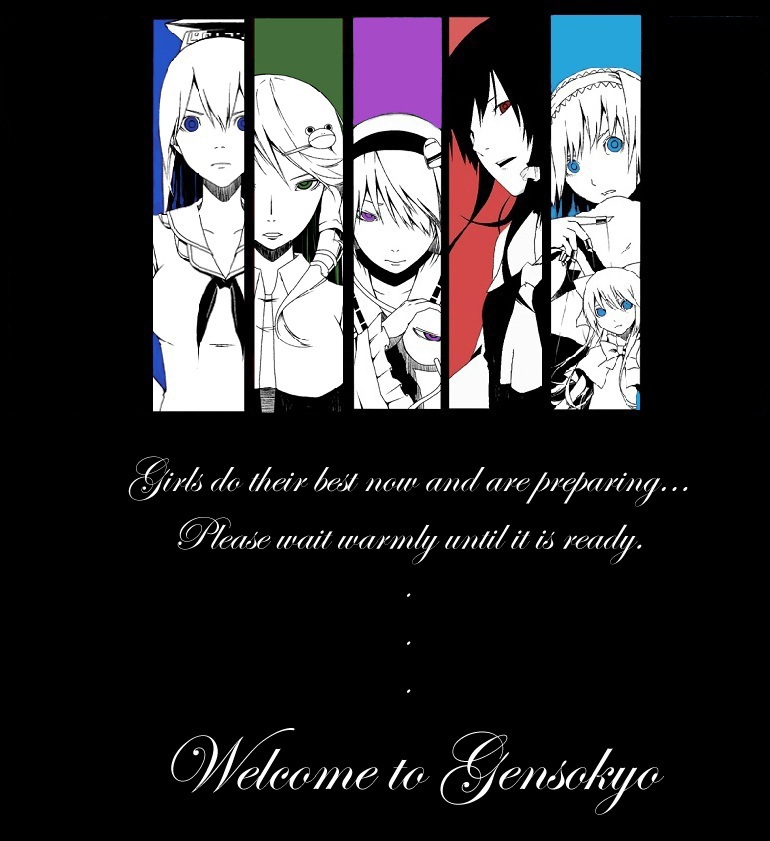 Girls do their best now and are preparing...
Please wait warmly until it is ready.
.
.
.
Welcome to Gensokyo